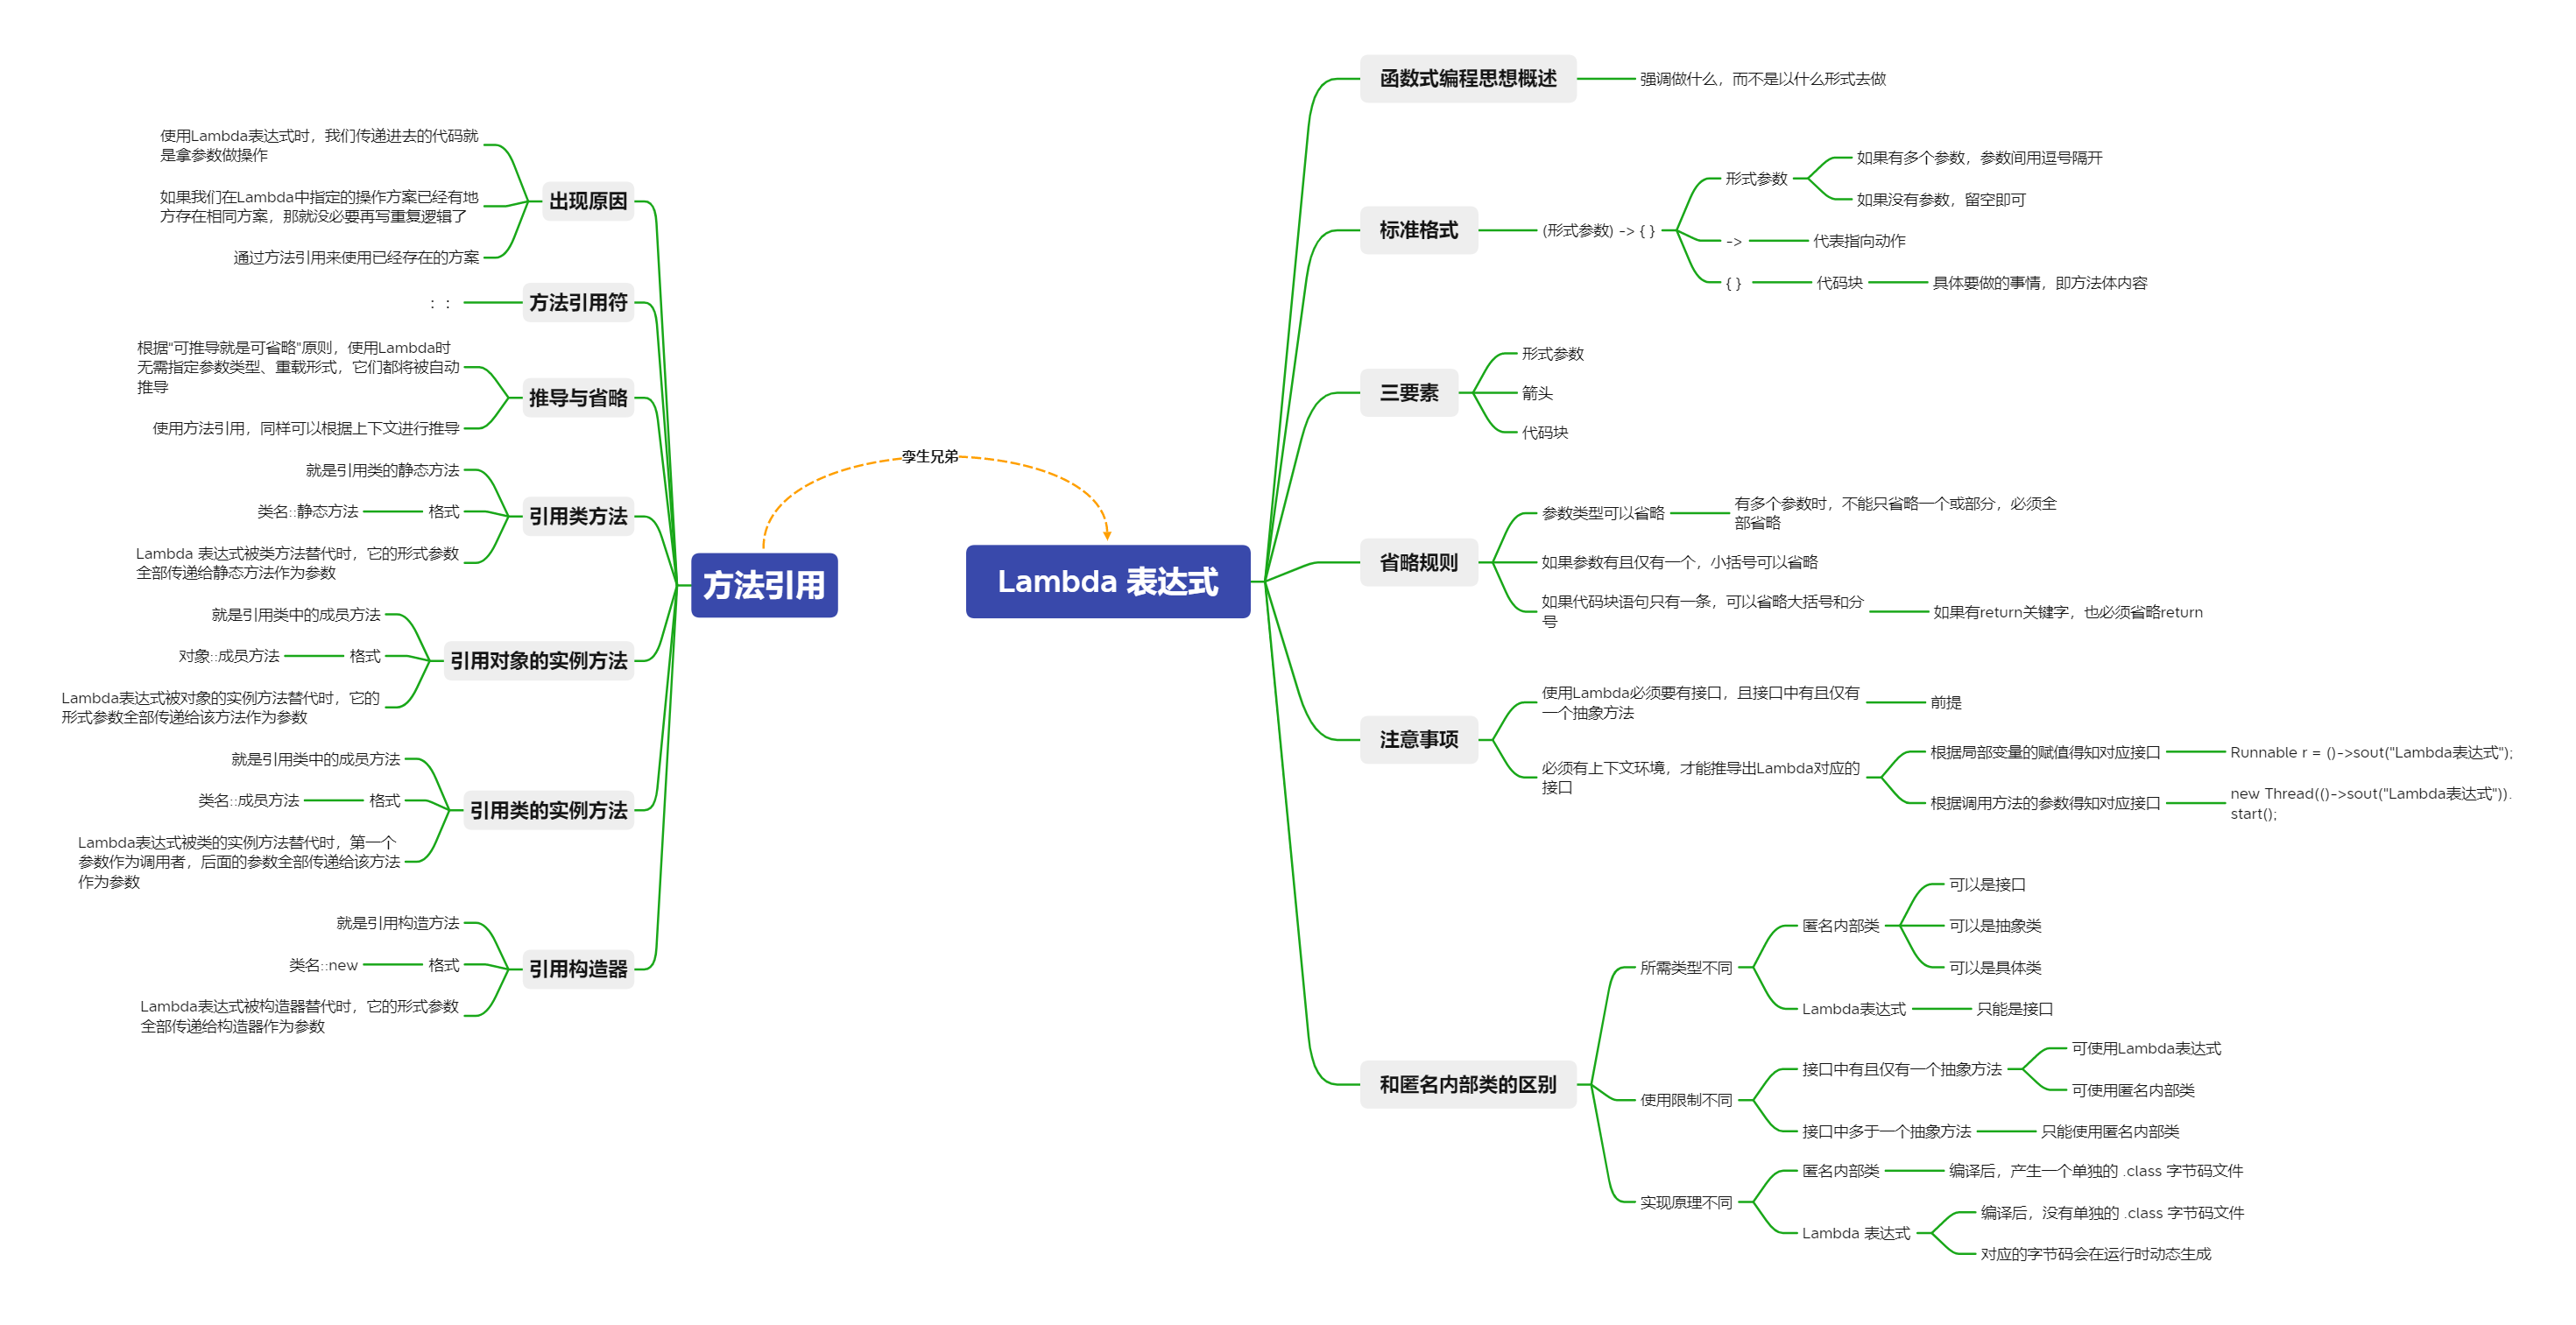 方法引用
孪生兄弟
Lambda 表达式
出现原因
使用Lambda表达式时，我们传递进去的代码就
是拿参数做操作
如果我们在Lambda中指定的操作方案已经有地
方存在相同方案，那就没必要再写重复逻辑了
通过方法引用来使用已经存在的方案
方法引用符
：：
推导与省略
根据"可推导就是可省略"原则，使用Lambda时
无需指定参数类型、重载形式，它们都将被自动
推导
使用方法引用，同样可以根据上下文进行推导
引用类方法
就是引用类的静态方法
格式
类名::静态方法
Lambda 表达式被类方法替代时，它的形式参数
全部传递给静态方法作为参数
引用对象的实例方法
就是引用类中的成员方法
格式
对象::成员方法
Lambda表达式被对象的实例方法替代时，它的
形式参数全部传递给该方法作为参数
引用类的实例方法
就是引用类中的成员方法
格式
类名::成员方法
Lambda表达式被类的实例方法替代时，第一个
参数作为调用者，后面的参数全部传递给该方法
作为参数
引用构造器
就是引用构造方法
格式
类名::new
Lambda表达式被构造器替代时，它的形式参数
全部传递给构造器作为参数
函数式编程思想概述
强调做什么，而不是以什么形式去做
标准格式
(形式参数) -> { }
形式参数
如果有多个参数，参数间用逗号隔开
如果没有参数，留空即可
->
代表指向动作
{ }
代码块
具体要做的事情，即方法体内容
三要素
形式参数
箭头
代码块
省略规则
参数类型可以省略
有多个参数时，不能只省略一个或部分，必须全
部省略
如果参数有且仅有一个，小括号可以省略
如果代码块语句只有一条，可以省略大括号和分
号
如果有return关键字，也必须省略return
注意事项
使用Lambda必须要有接口，且接口中有且仅有
一个抽象方法
前提
必须有上下文环境，才能推导出Lambda对应的
接口
根据局部变量的赋值得知对应接口
Runnable r = ()->sout("Lambda表达式");
根据调用方法的参数得知对应接口
new Thread(()->sout("Lambda表达式")).
start();
和匿名内部类的区别
所需类型不同
匿名内部类
可以是接口
可以是抽象类
可以是具体类
Lambda表达式
只能是接口
使用限制不同
接口中有且仅有一个抽象方法
可使用Lambda表达式
可使用匿名内部类
接口中多于一个抽象方法
只能使用匿名内部类
实现原理不同
匿名内部类
编译后，产生一个单独的 .class 字节码文件
Lambda 表达式
编译后，没有单独的 .class 字节码文件
对应的字节码会在运行时动态生成